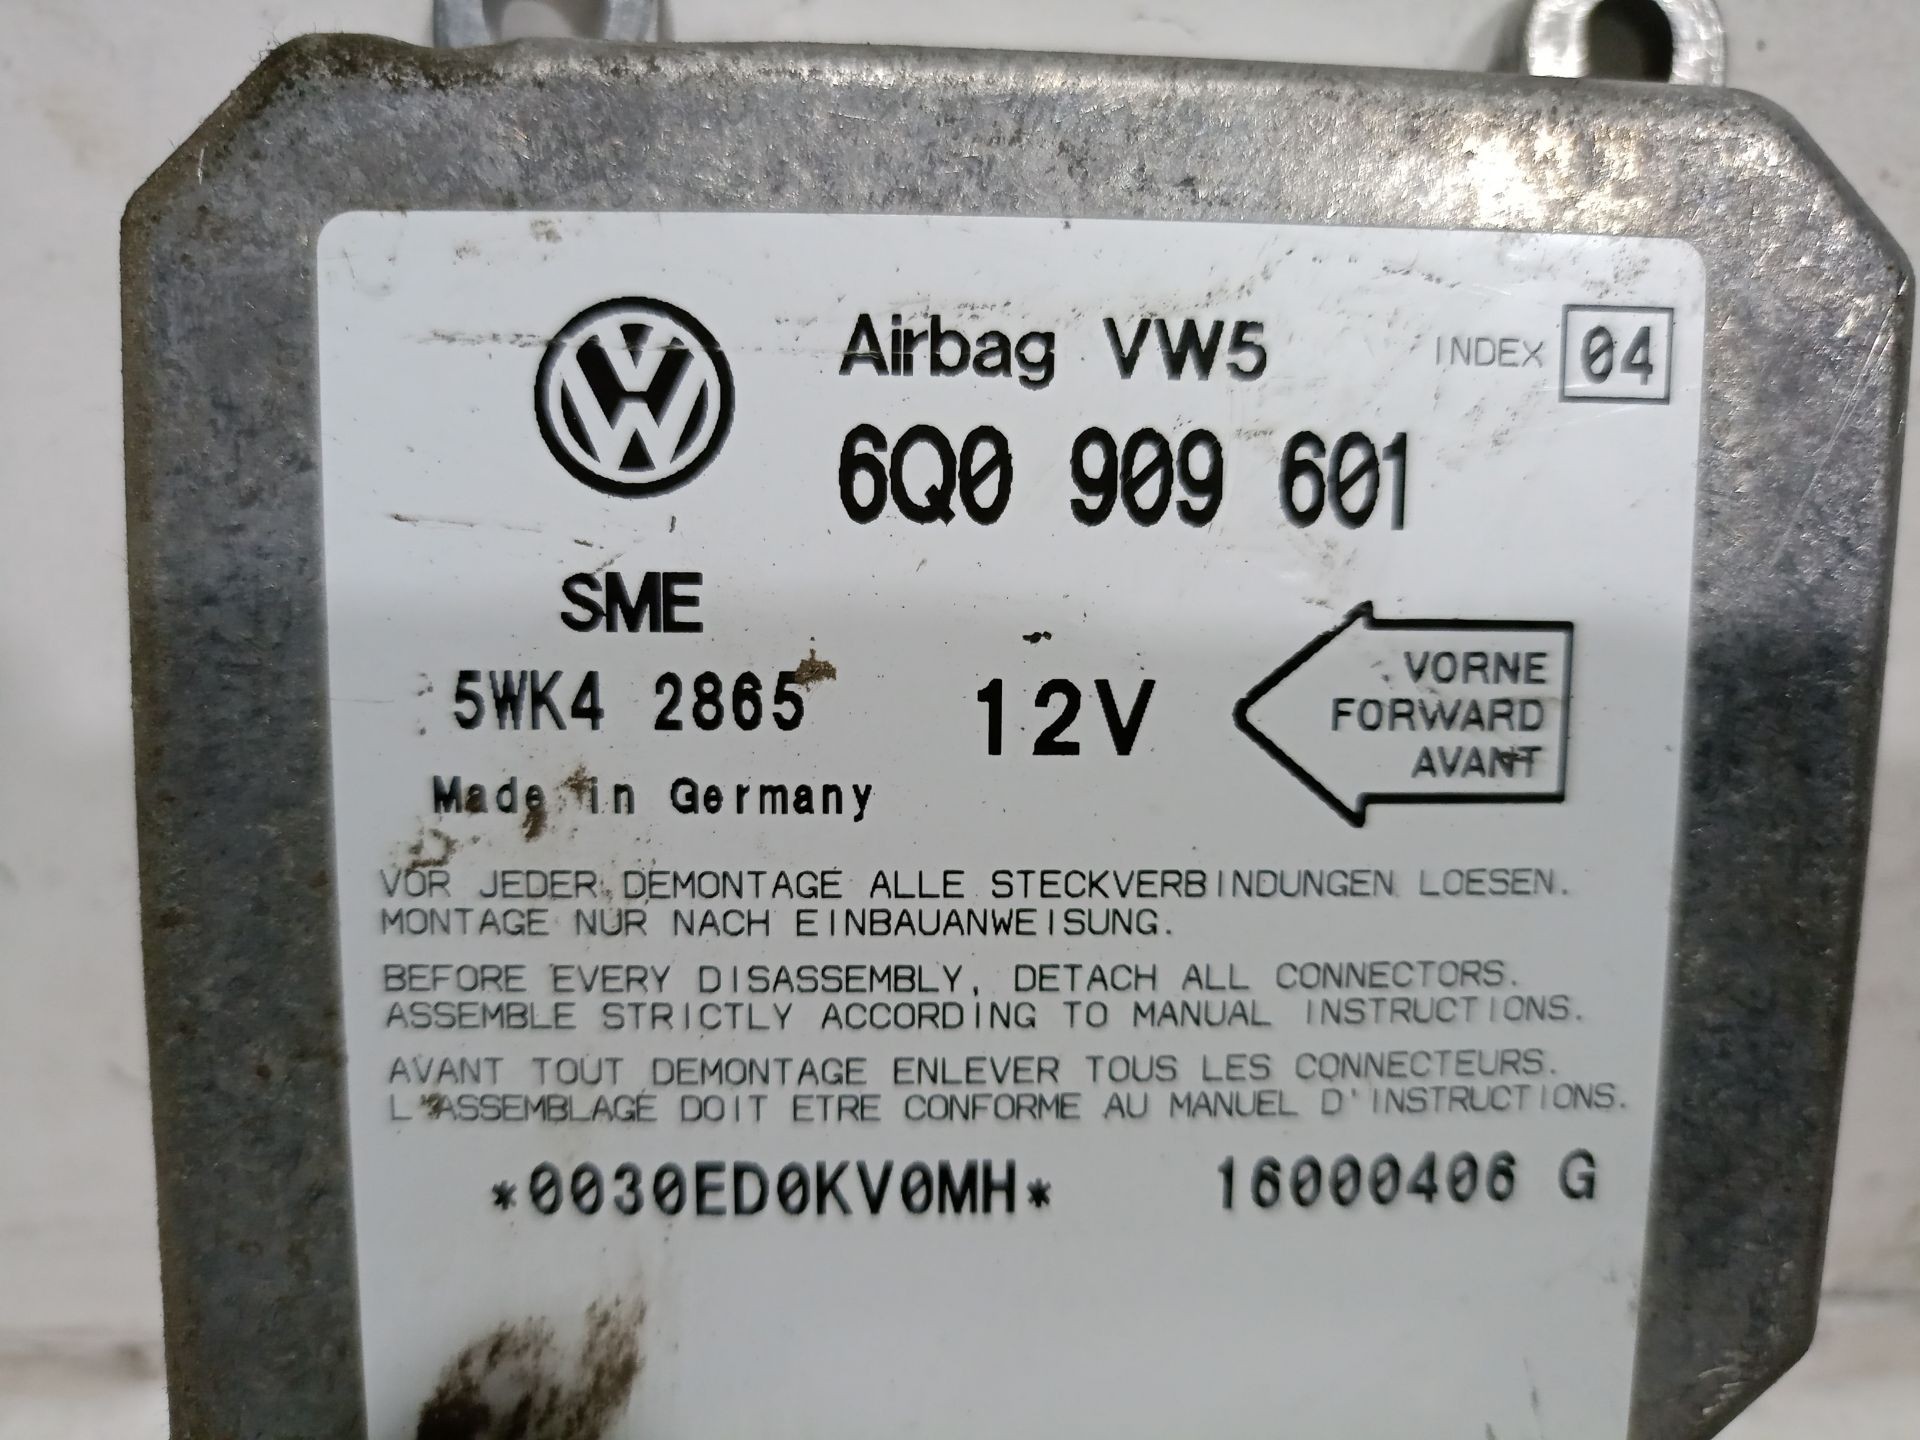 Airbag VW5 INDEX 04
6Q0 909 601
SME
5WK4 2865 12V
VORNE
FORWARD
AVANT
Made in Germany
VOR JEDER DEMONTAGE ALLE STECKVERBINDUNGEN LOESEN.
MONTAGE NUR NACH EINBAUANWEISUNG.
BEFORE EVERY DISASSEMBLY, DETACH ALL CONNECTORS.
ASSEMBLE STRICTLY ACCORDING TO MANUAL INSTRUCTIONS.
AVANT TOUT DEMONTAGE ENLEVER TOUS LES CONNECTEURS.
L'ASSEMBLAGE DOIT ETRE CONFORME AU MANUEL D'INSTRUCTIONS.
*0030ED0KV0MH* 16000406 G